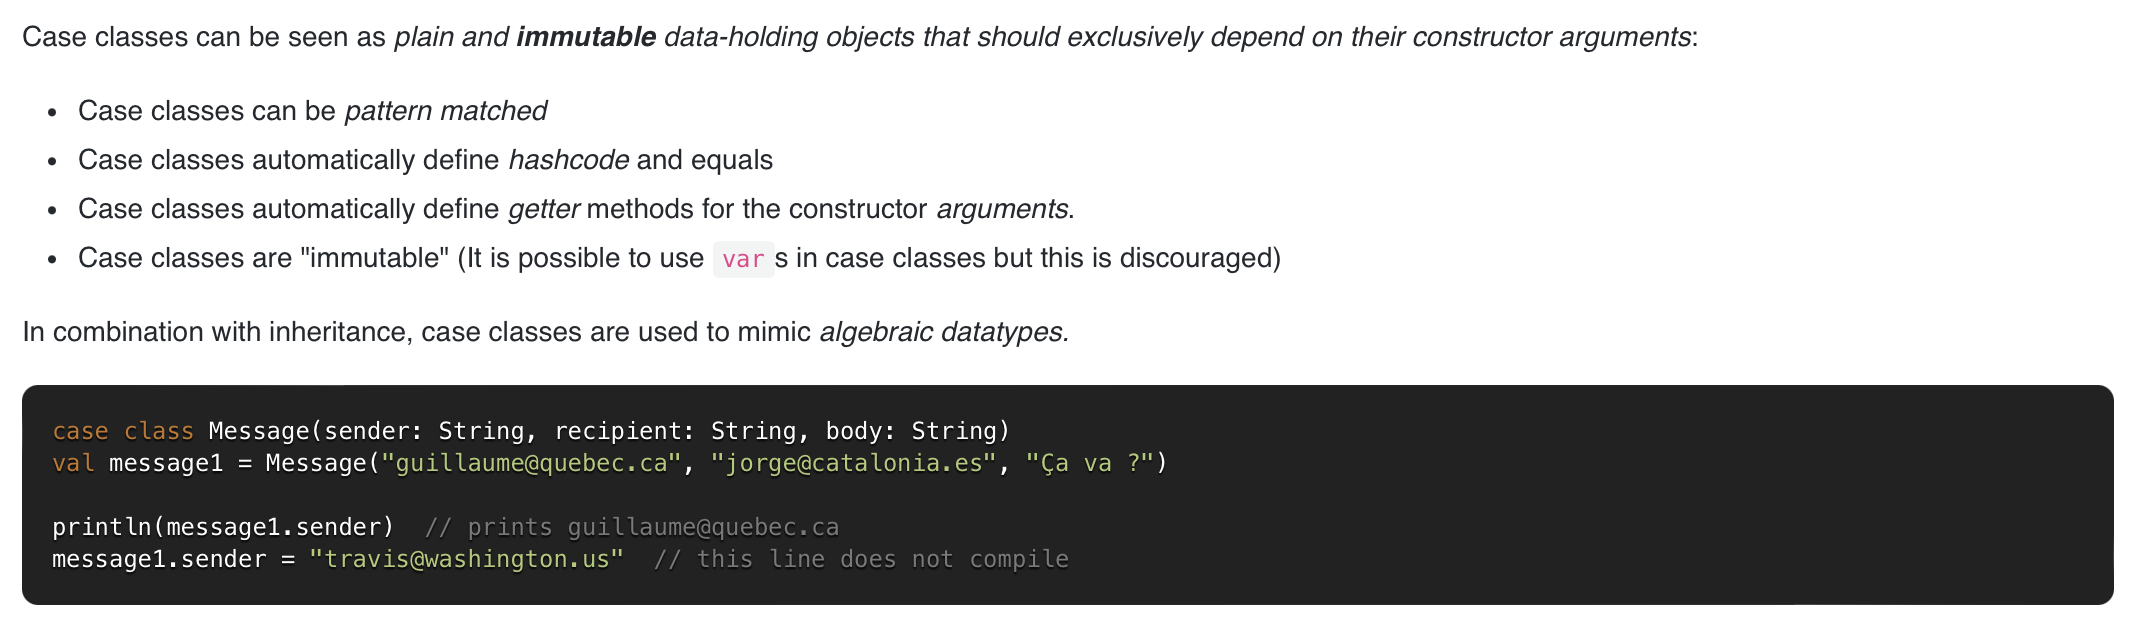 Case classes can be seen as plain and immutable data-holding objects that should exclusively depend on their constructor arguments:
• Case classes can be pattern matched
• Case classes automatically define hashcode and equals
• Case classes automatically define getter methods for the constructor arguments.
• Case classes are "immutable" (It is possible to use vars in case classes but this is discouraged)
In combination with inheritance, case classes are used to mimic algebraic datatypes.
case class Message(sender: String, recipient: String, body: String)
val message1 = Message("guillaume@quebec.ca", "jorge@catalonia.es", "Ça va ?")
println(message1.sender)  // prints guillaume@quebec.ca
message1.sender = "travis@washington.us"  // this line does not compile